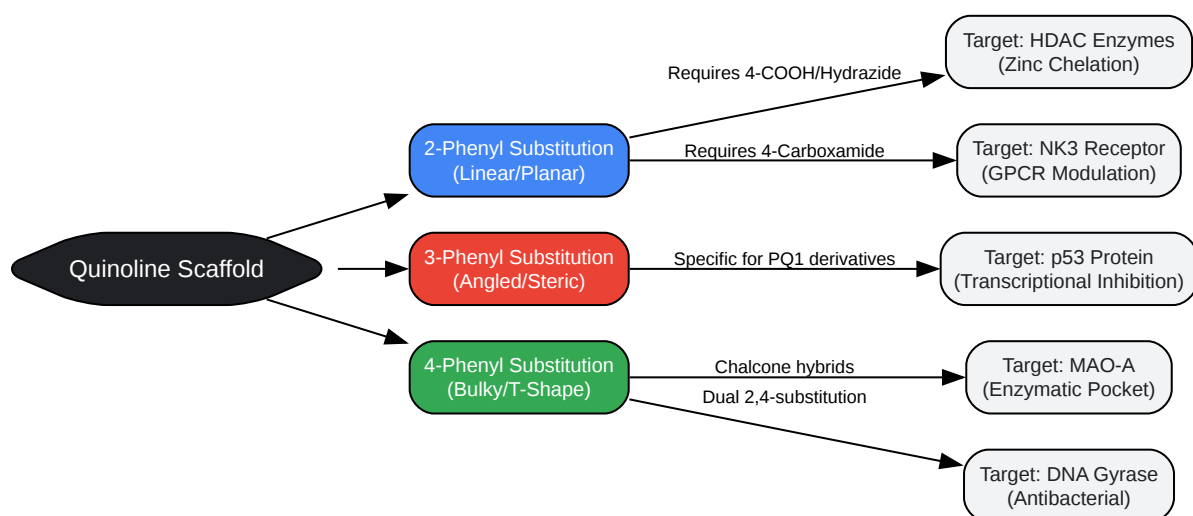 Quinoline Scaffold
2-Phenyl Substitution
(Linear/Planar)
3-Phenyl Substitution
(Angled/Steric)
4-Phenyl Substitution
(Bulky/T-Shape)
Requires 4-COOH/Hydrazide
Requires 4-Carboxamide
Specific for PQ1 derivatives
Chalcone hybrids
Dual 2,4-substitution
Target: HDAC Enzymes
(Zinc Chelation)
Target: NK3 Receptor
(GPCR Modulation)
Target: p53 Protein
(Transcriptional Inhibition)
Target: MAO-A
(Enzymatic Pocket)
Target: DNA Gyrase
(Antibacterial)